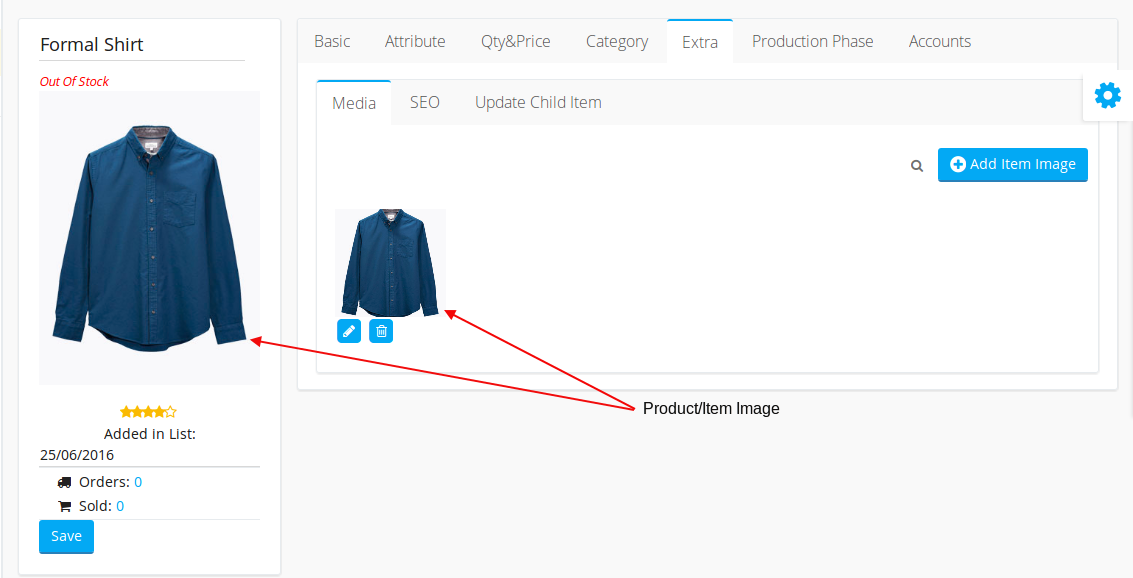 Formal Shirt
Out Of Stock
Added in List:
25/06/2016
Orders: 0
Sold: 0
Save
Basic Attribute Qty&Price Category Extra Production Phase Accounts
Media SEO Update Child Item
Add Item Image
Product/Item Image